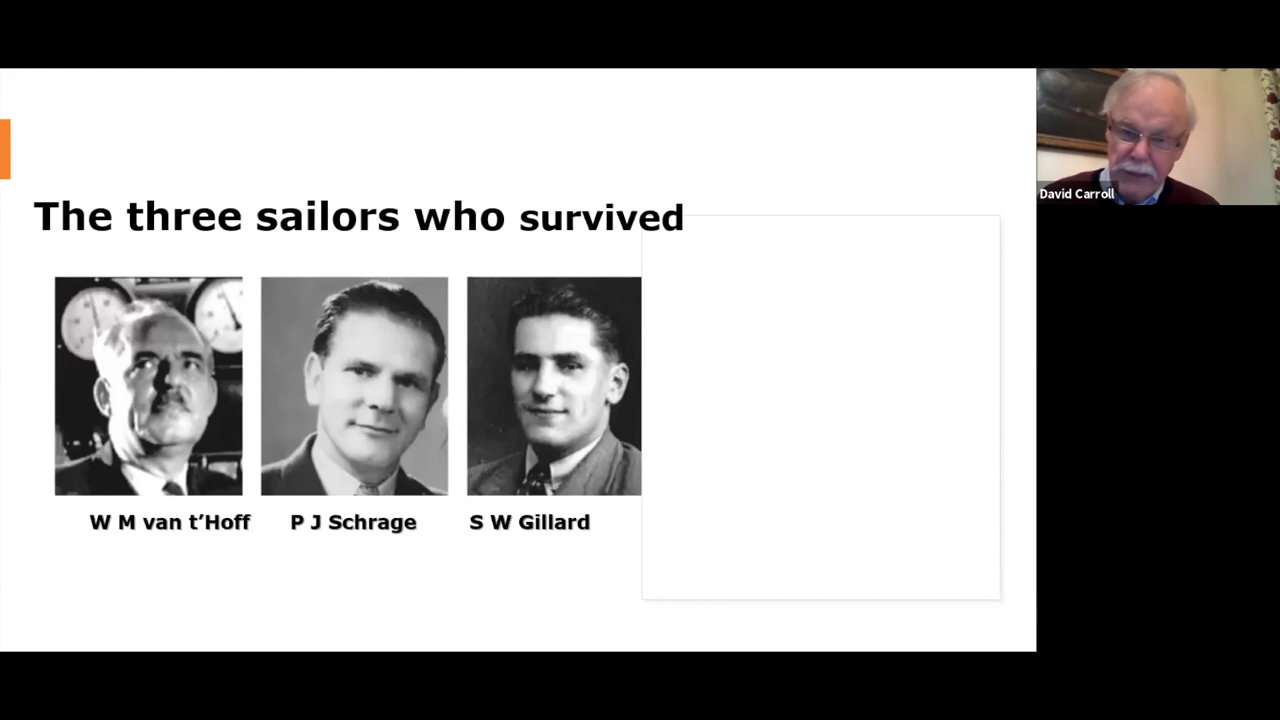 The three sailors who survived
W M van t’Hoff
P J Schrage
S W Gillard
David Carroll